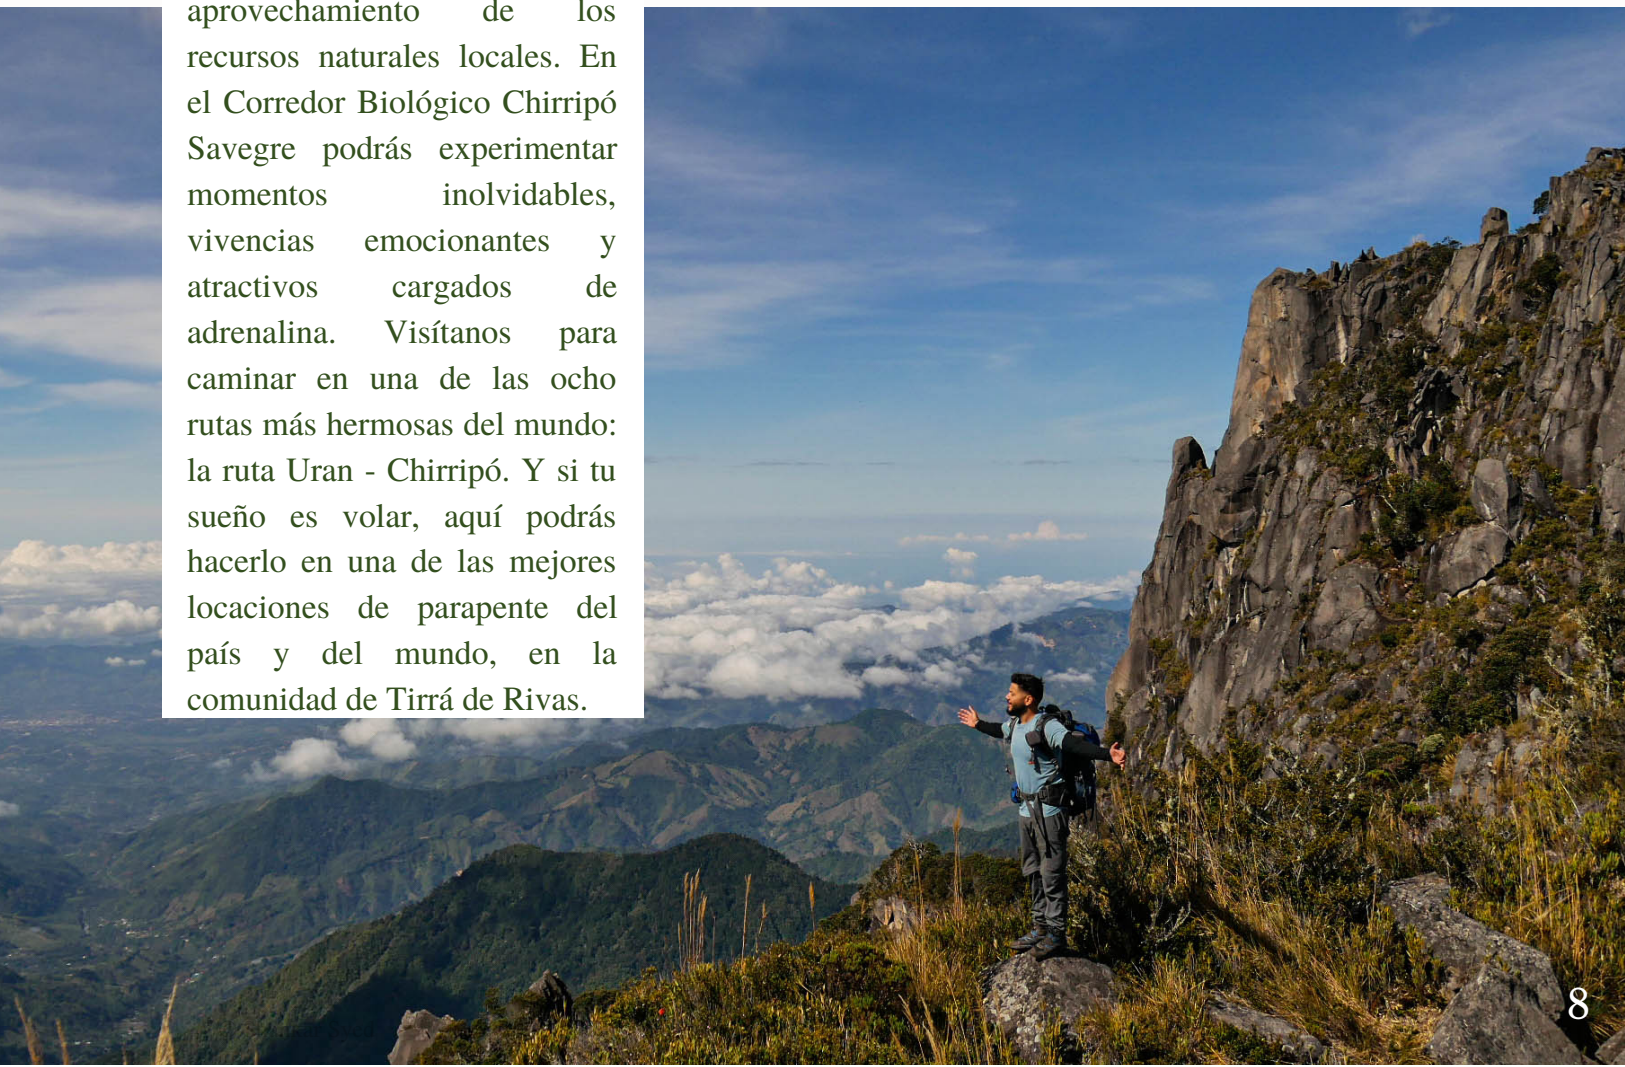 aprovechamiento de los
recursos naturales locales. En
el Corredor Biológico Chirripó
Savegre podrás experimentar
momentos inolvidables,
vivencias emocionantes y
atractivos cargados de
adrenalina. Visítanos para
caminar en una de las ocho
rutas más hermosas del mundo:
la ruta Uran - Chirripó. Y si tu
sueño es volar, aquí podrás
hacerlo en una de las mejores
locaciones de parapente del
país y del mundo, en la
comunidad de Tirrá de Rivas.
8